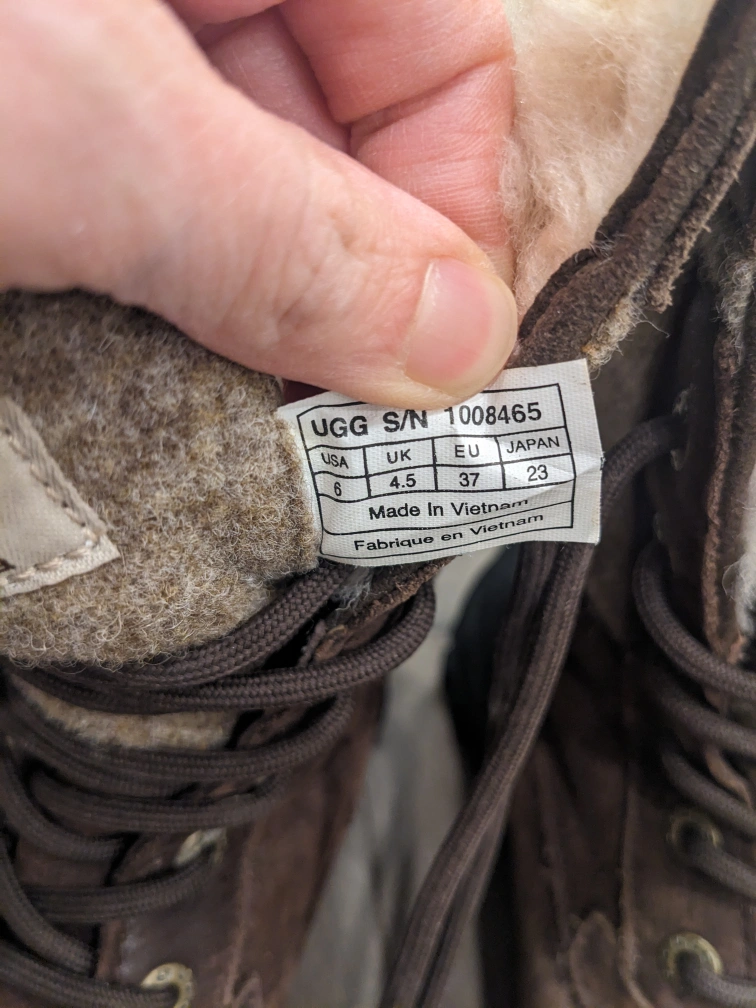 UGG S/N 1008465
USA UK EU JAPAN
6 4.5 37 23
Made In Vietnam
Fabrique en Vietnam